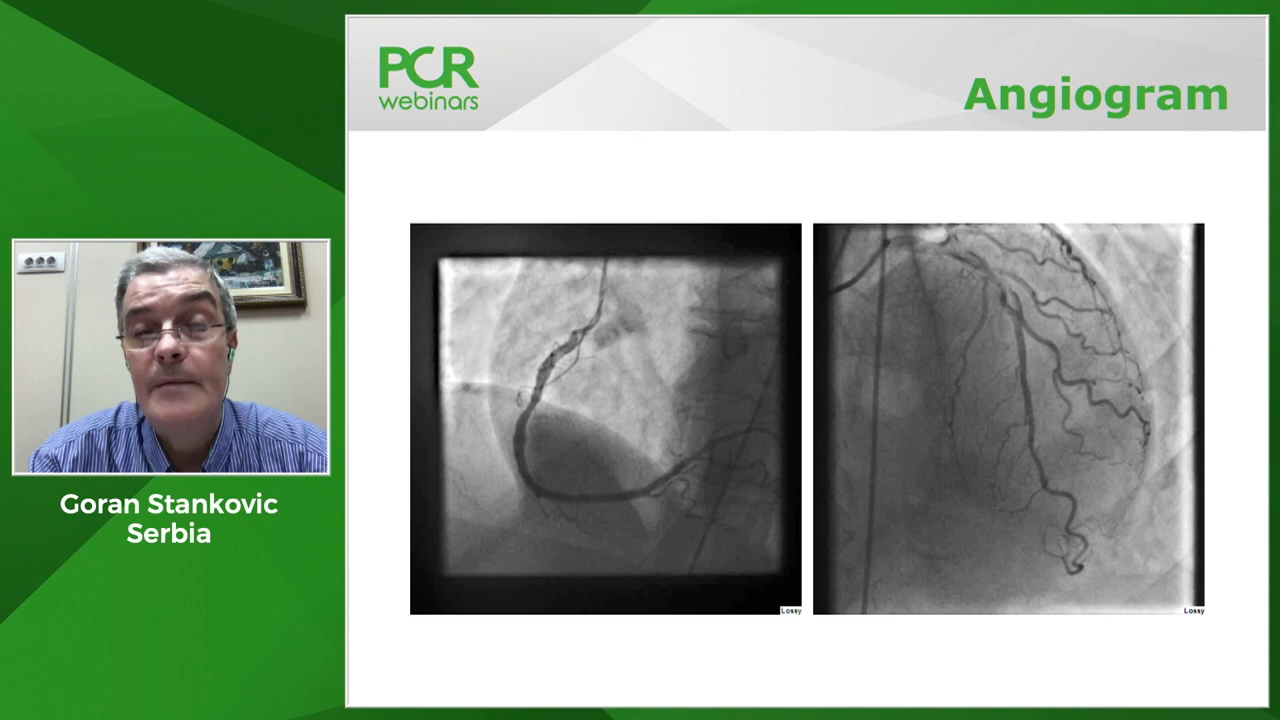 PCR
webinars
Angiogram
Goran Stankovic
Serbia
Lossy
Lossy